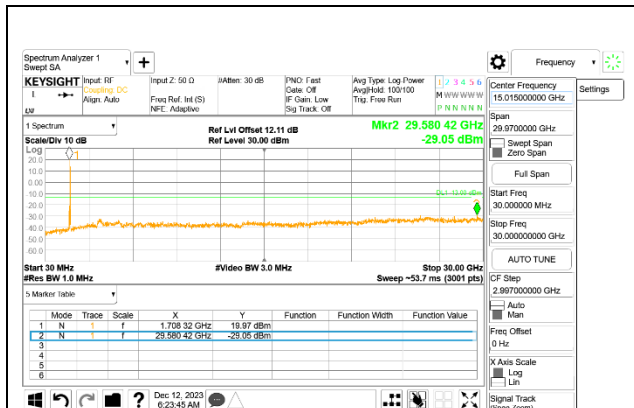 Spectrum Analyzer 1
Swept SA
Frequency
KEYSIGHT
Input: RF
Coupling: DC
Align: Auto
Input Z: 50 Ω
Freq Ref: Int (S)
NFE: Adaptive
#Atten: 30 dB
PNO: Fast
Gate: Off
IF Gain: Low
Sig Track: Off
Avg Type: Log-Power
Avg|Hold: 100/100
Trig: Free Run
1 2 3 4 5 6
M W W W W W
P N N N N N
Center Frequency
15.015000000 GHz
Settings
1 Spectrum
Scale/Div 10 dB
Ref Lvl Offset 12.11 dB
Ref Level 30.00 dBm
Mkr2 29.580 42 GHz
-29.05 dBm
Span
29.9700000 GHz
Swept Span
Zero Span
Full Span
Log
20.0
10.0
0.00
-10.0
-20.0
-30.0
-40.0
-50.0
-60.0
1
DL1 -13.00 dBm
Start Freq
30.000000 MHz
Stop Freq
30.000000000 GHz
AUTO TUNE
Start 30 MHz
#Res BW 1.0 MHz
#Video BW 3.0 MHz
Stop 30.00 GHz
Sweep ~53.7 ms (3001 pts)
CF Step
2.997000000 GHz
Auto
Man
5 Marker Table
Mode Trace Scale X Y Function Function Width Function Value
1 N 1 f 1.708 32 GHz 19.97 dBm
2 N 1 f 29.580 42 GHz -29.05 dBm
3
4
5
6
Freq Offset
0 Hz
X Axis Scale
Log
Lin
Signal Track
Dec 12, 2023
6:23:45 AM